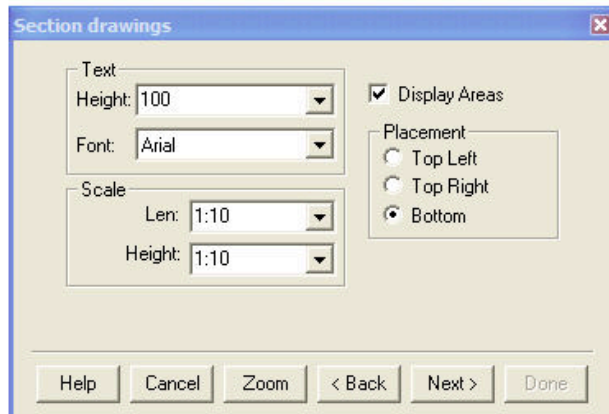 Section drawings
Text
Height: 100
Font: Arial
Scale
Len: 1:10
Height: 1:10
Display Areas
Placement
Top Left
Top Right
Bottom
Help Cancel Zoom < Back Next > Done